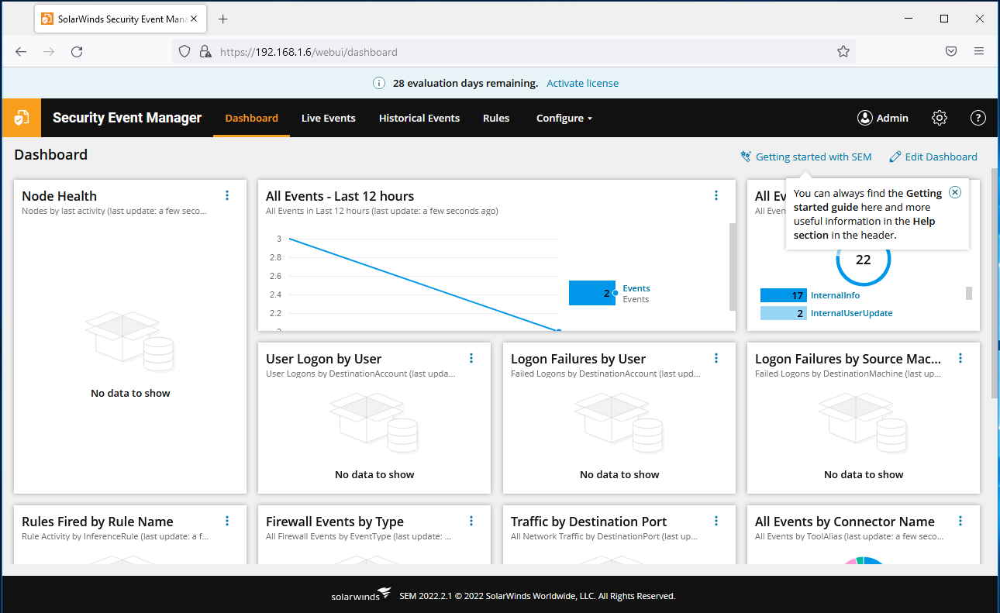 SolarWinds Security Event Mana
https://192.168.1.6/webui/dashboard
28 evaluation days remaining. Activate license
Security Event Manager Dashboard Live Events Historical Events Rules Configure Admin
Dashboard
Getting started with SEM Edit Dashboard
You can always find the Getting
started guide here and more
useful information in the Help
section in the header.
Node Health
Nodes by last activity (last update: a few seco...
No data to show
All Events - Last 12 hours
All Events in Last 12 hours (last update: a few seconds ago)
3
2.8
2.6
2.4
2.2
2 Events
Events
All Ev
All Even
22
17 InternalInfo
2 InternalUserUpdate
User Logon by User
User Logons by DestinationAccount (last upda...
No data to show
Logon Failures by User
Failed Logons by DestinationAccount (last upd...
No data to show
Logon Failures by Source Mac...
Failed Logons by DestinationMachine (last up...
No data to show
Rules Fired by Rule Name
Rule Activity by InferenceRule (last update: a f...
Firewall Events by Type
All Firewall Events by EventType (last update: ...
Traffic by Destination Port
All Network Traffic by DestinationPort (last up...
All Events by Connector Name
All Events by ToolAlias (last update: a few seco...
solarwinds SEM 2022.2.1 © 2022 SolarWinds Worldwide, LLC. All Rights Reserved.